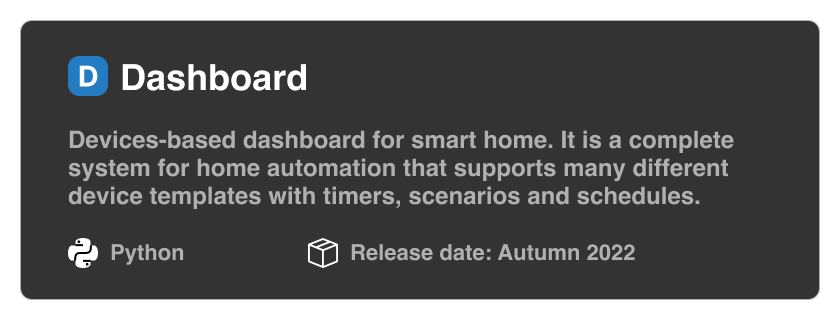 D Dashboard
Devices-based dashboard for smart home. It is a complete
system for home automation that supports many different
device templates with timers, scenarios and schedules.
Python Release date: Autumn 2022